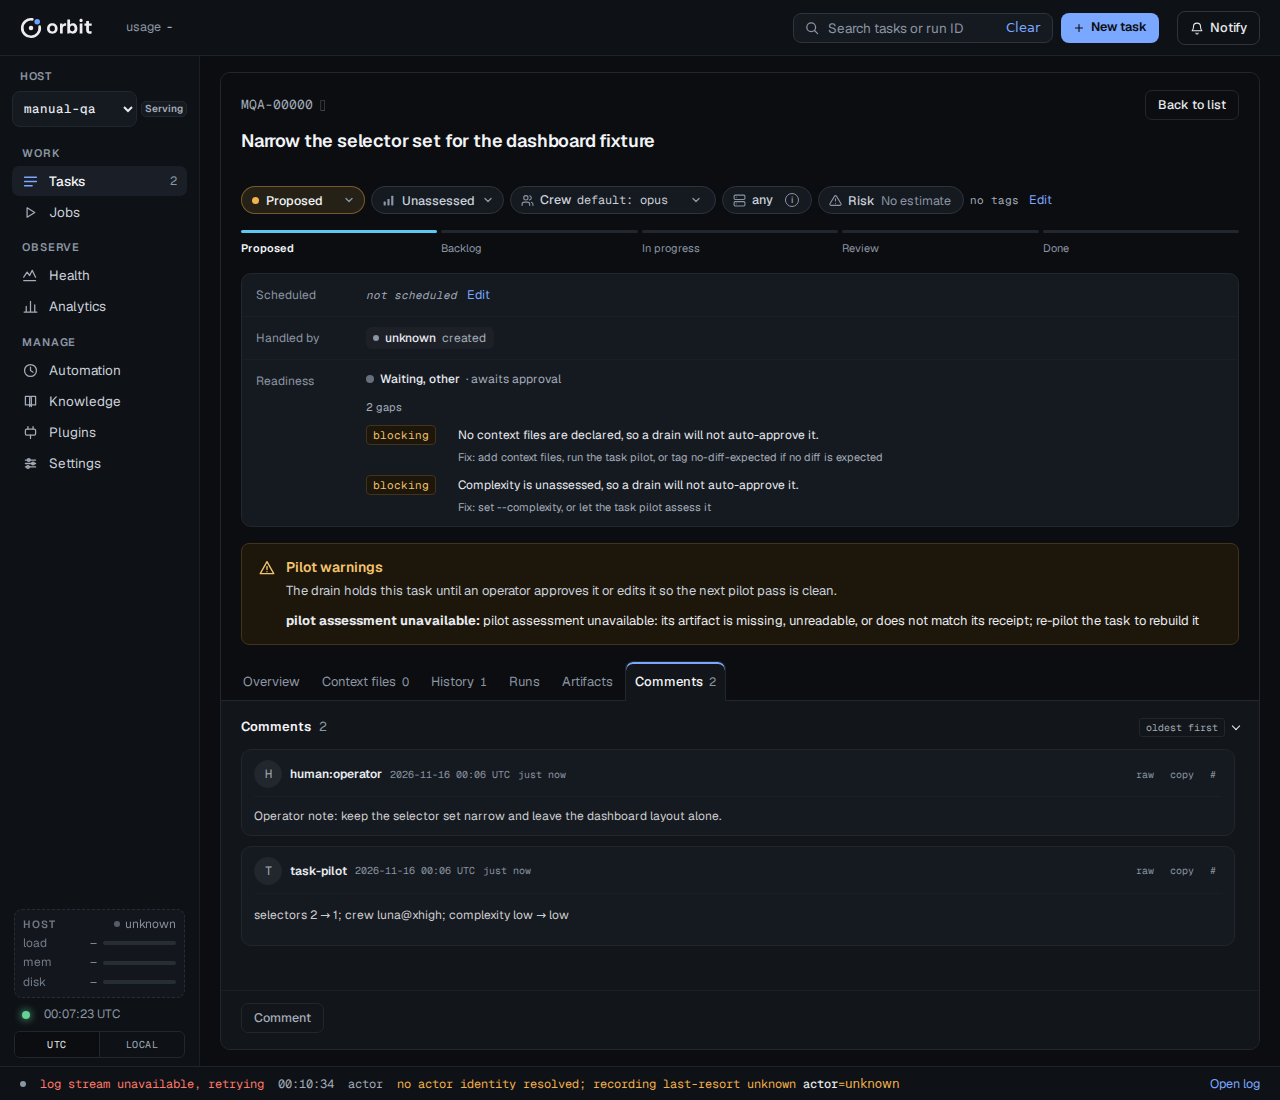 orbit
usage –
Search tasks or run ID
Clear
+ New task
Notify
HOST
manual-qa
Serving
WORK
Tasks 2
Jobs
OBSERVE
Health
Analytics
MANAGE
Automation
Knowledge
Plugins
Settings
HOST unknown
load –
mem –
disk –
00:07:23 UTC
UTC LOCAL
MQA-00000
Back to list
Narrow the selector set for the dashboard fixture
Proposed
Unassessed
Crew default: opus
any
Risk No estimate
no tags Edit
Proposed
Backlog
In progress
Review
Done
Scheduled not scheduled Edit
Handled by unknown created
Readiness Waiting, other · awaits approval
2 gaps
blocking No context files are declared, so a drain will not auto-approve it.
Fix: add context files, run the task pilot, or tag no-diff-expected if no diff is expected
blocking Complexity is unassessed, so a drain will not auto-approve it.
Fix: set --complexity, or let the task pilot assess it
Pilot warnings
The drain holds this task until an operator approves it or edits it so the next pilot pass is clean.
pilot assessment unavailable: pilot assessment unavailable: its artifact is missing, unreadable, or does not match its receipt; re-pilot the task to rebuild it
Overview
Context files 0
History 1
Runs
Artifacts
Comments 2
Comments 2
oldest first
H human:operator 2026-11-16 00:06 UTC just now raw copy #
Operator note: keep the selector set narrow and leave the dashboard layout alone.
T task-pilot 2026-11-16 00:06 UTC just now raw copy #
selectors 2 → 1; crew luna@xhigh; complexity low → low
Comment
log stream unavailable, retrying 00:10:34 actor no actor identity resolved; recording last-resort unknown actor=unknown
Open log